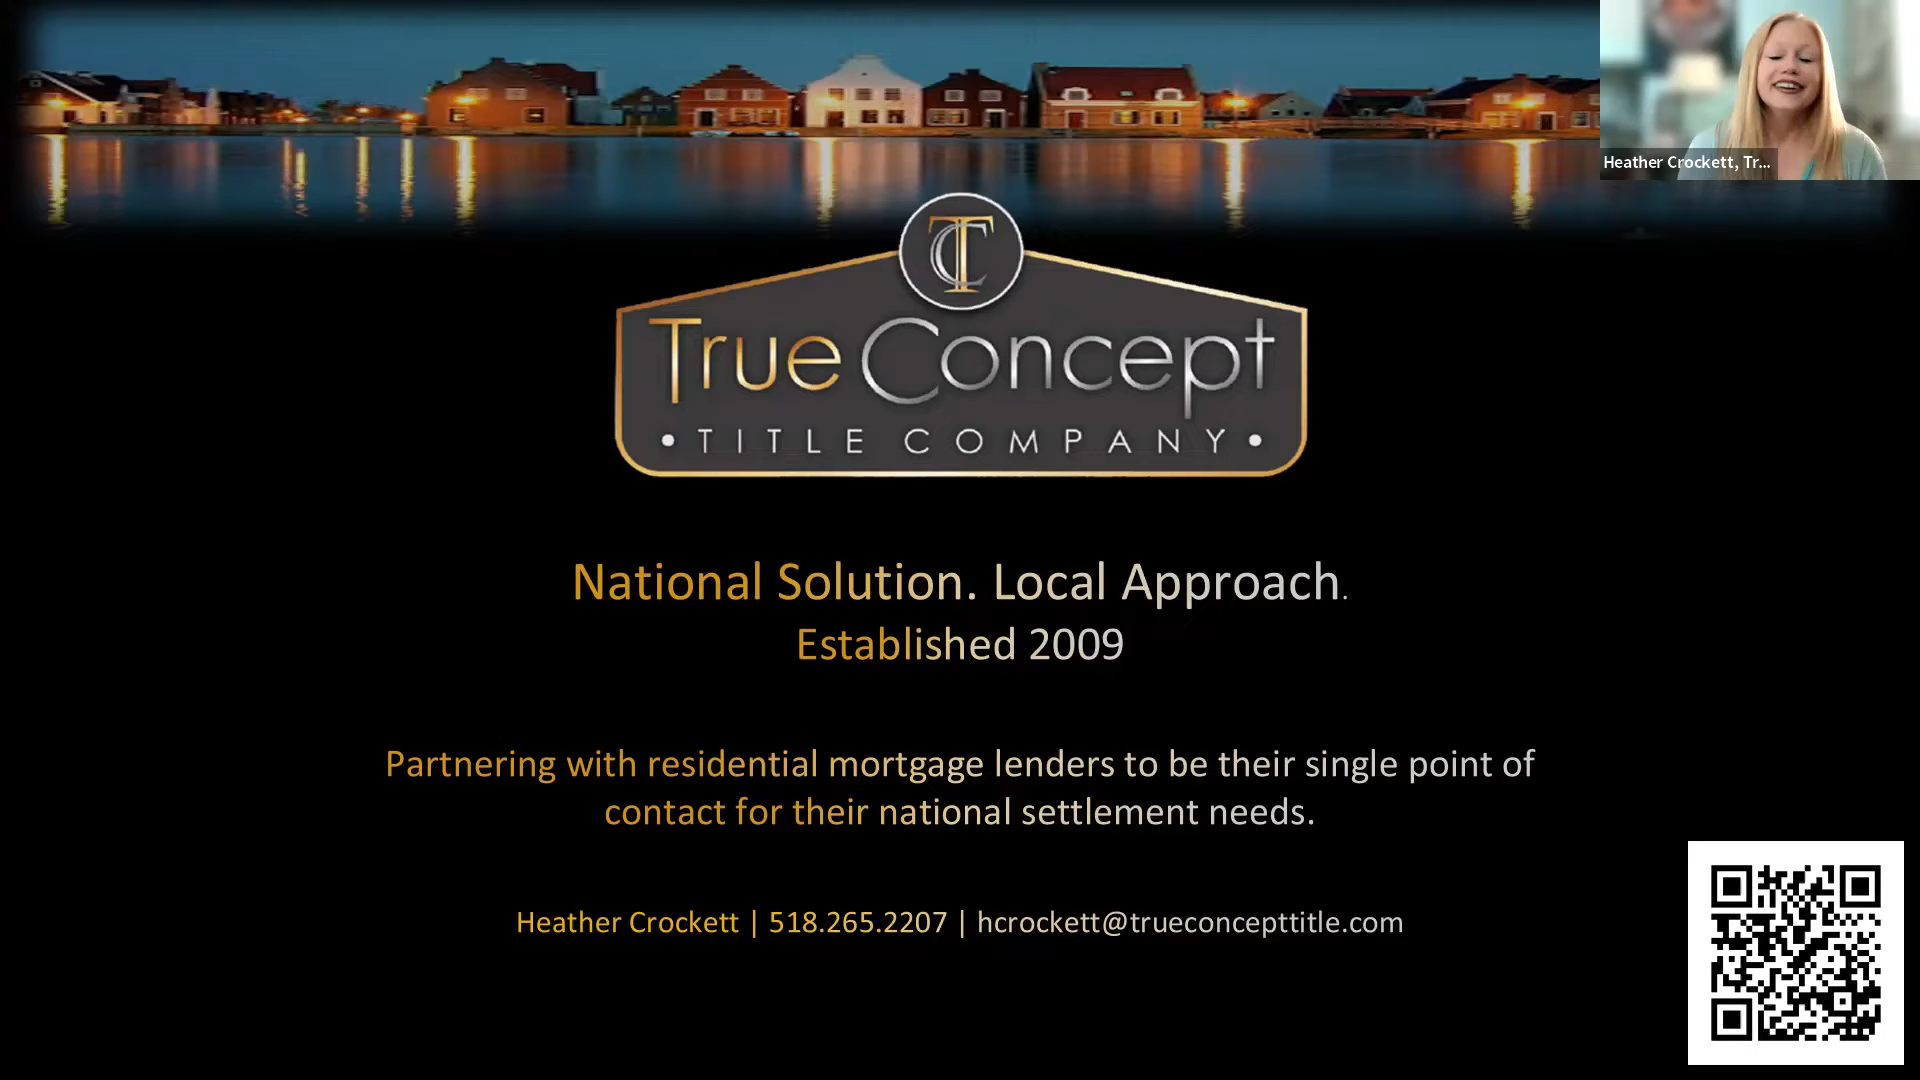 Heather Crockett, Tr...
TC
True Concept
• TITLE COMPANY •
National Solution. Local Approach.
Established 2009
Partnering with residential mortgage lenders to be their single point of
contact for their national settlement needs.
Heather Crockett | 518.265.2207 | hcrockett@trueconcepttitle.com